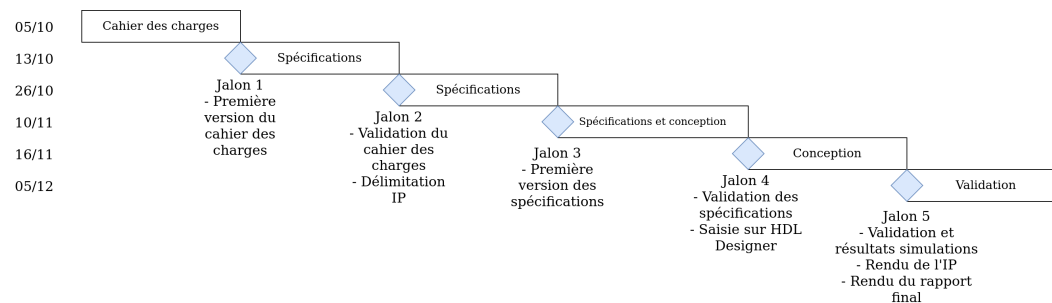 05/10
Cahier des charges
13/10
Spécifications
26/10
Spécifications
10/11
Spécifications et conception
16/11
Conception
05/12
Validation
Jalon 1
- Première
version du
cahier des
charges
Jalon 2
- Validation du
cahier des
charges
- Délimitation
IP
Jalon 3
- Première
version des
spécifications
Jalon 4
- Validation des
spécifications
- Saisie sur HDL
Designer
Jalon 5
- Validation et
résultats simulations
- Rendu de l'IP
- Rendu du rapport
final